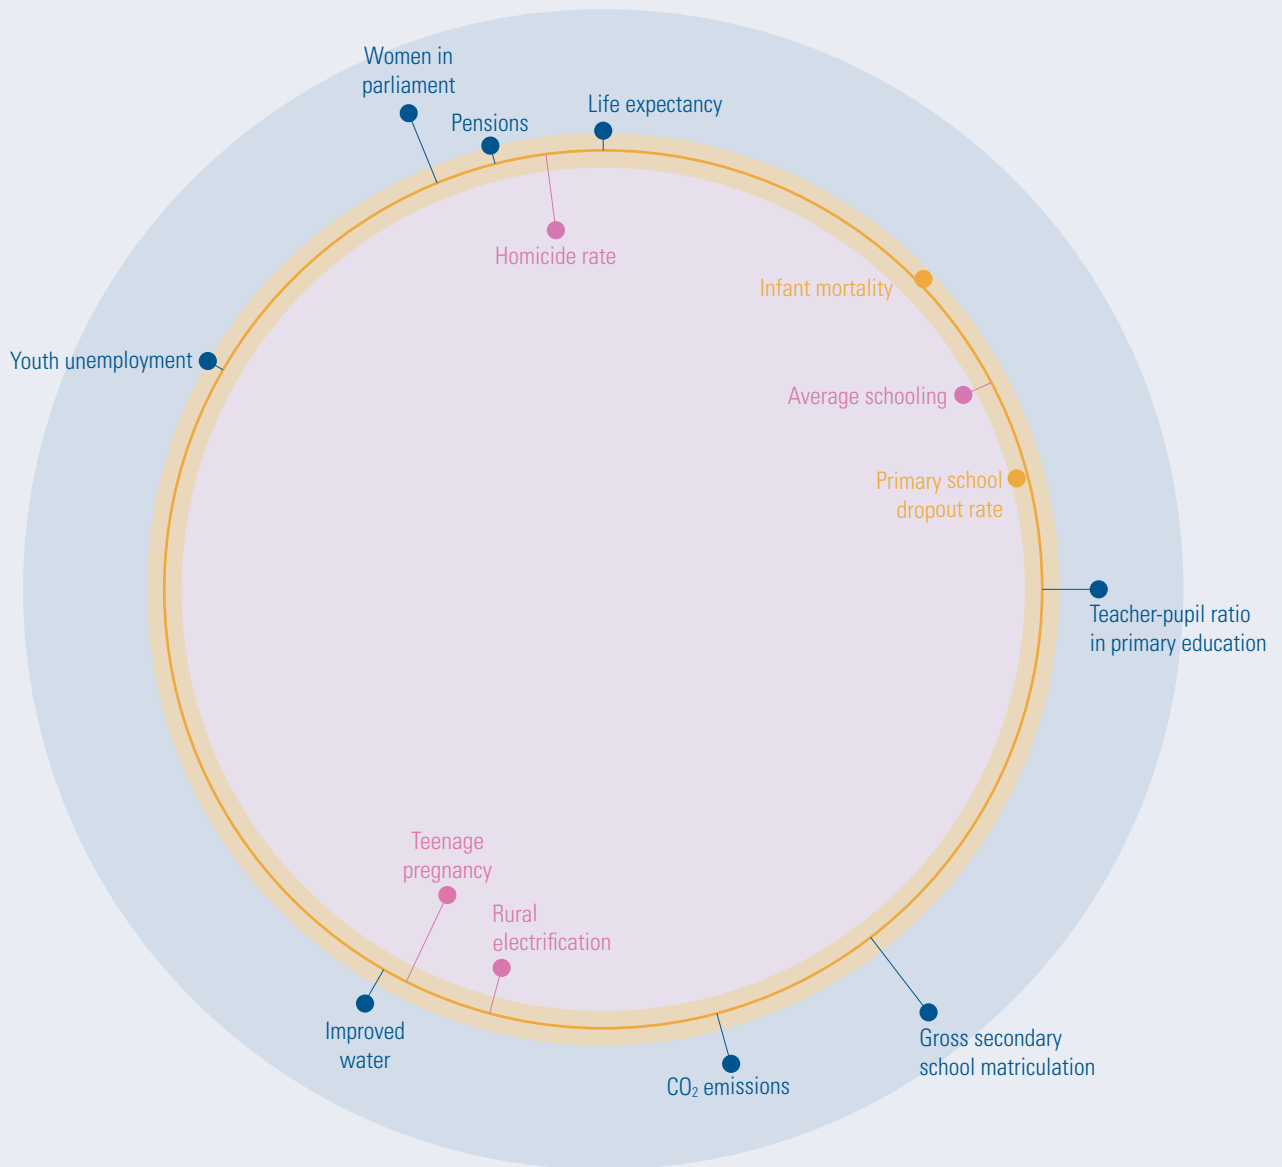 Women in
parliament
Pensions
Life expectancy
Homicide rate
Infant mortality
Youth unemployment
Average schooling
Primary school
dropout rate
Teacher-pupil ratio
in primary education
Teenage
pregnancy
Rural
electrification
Improved
water
CO₂ emissions
Gross secondary
school matriculation